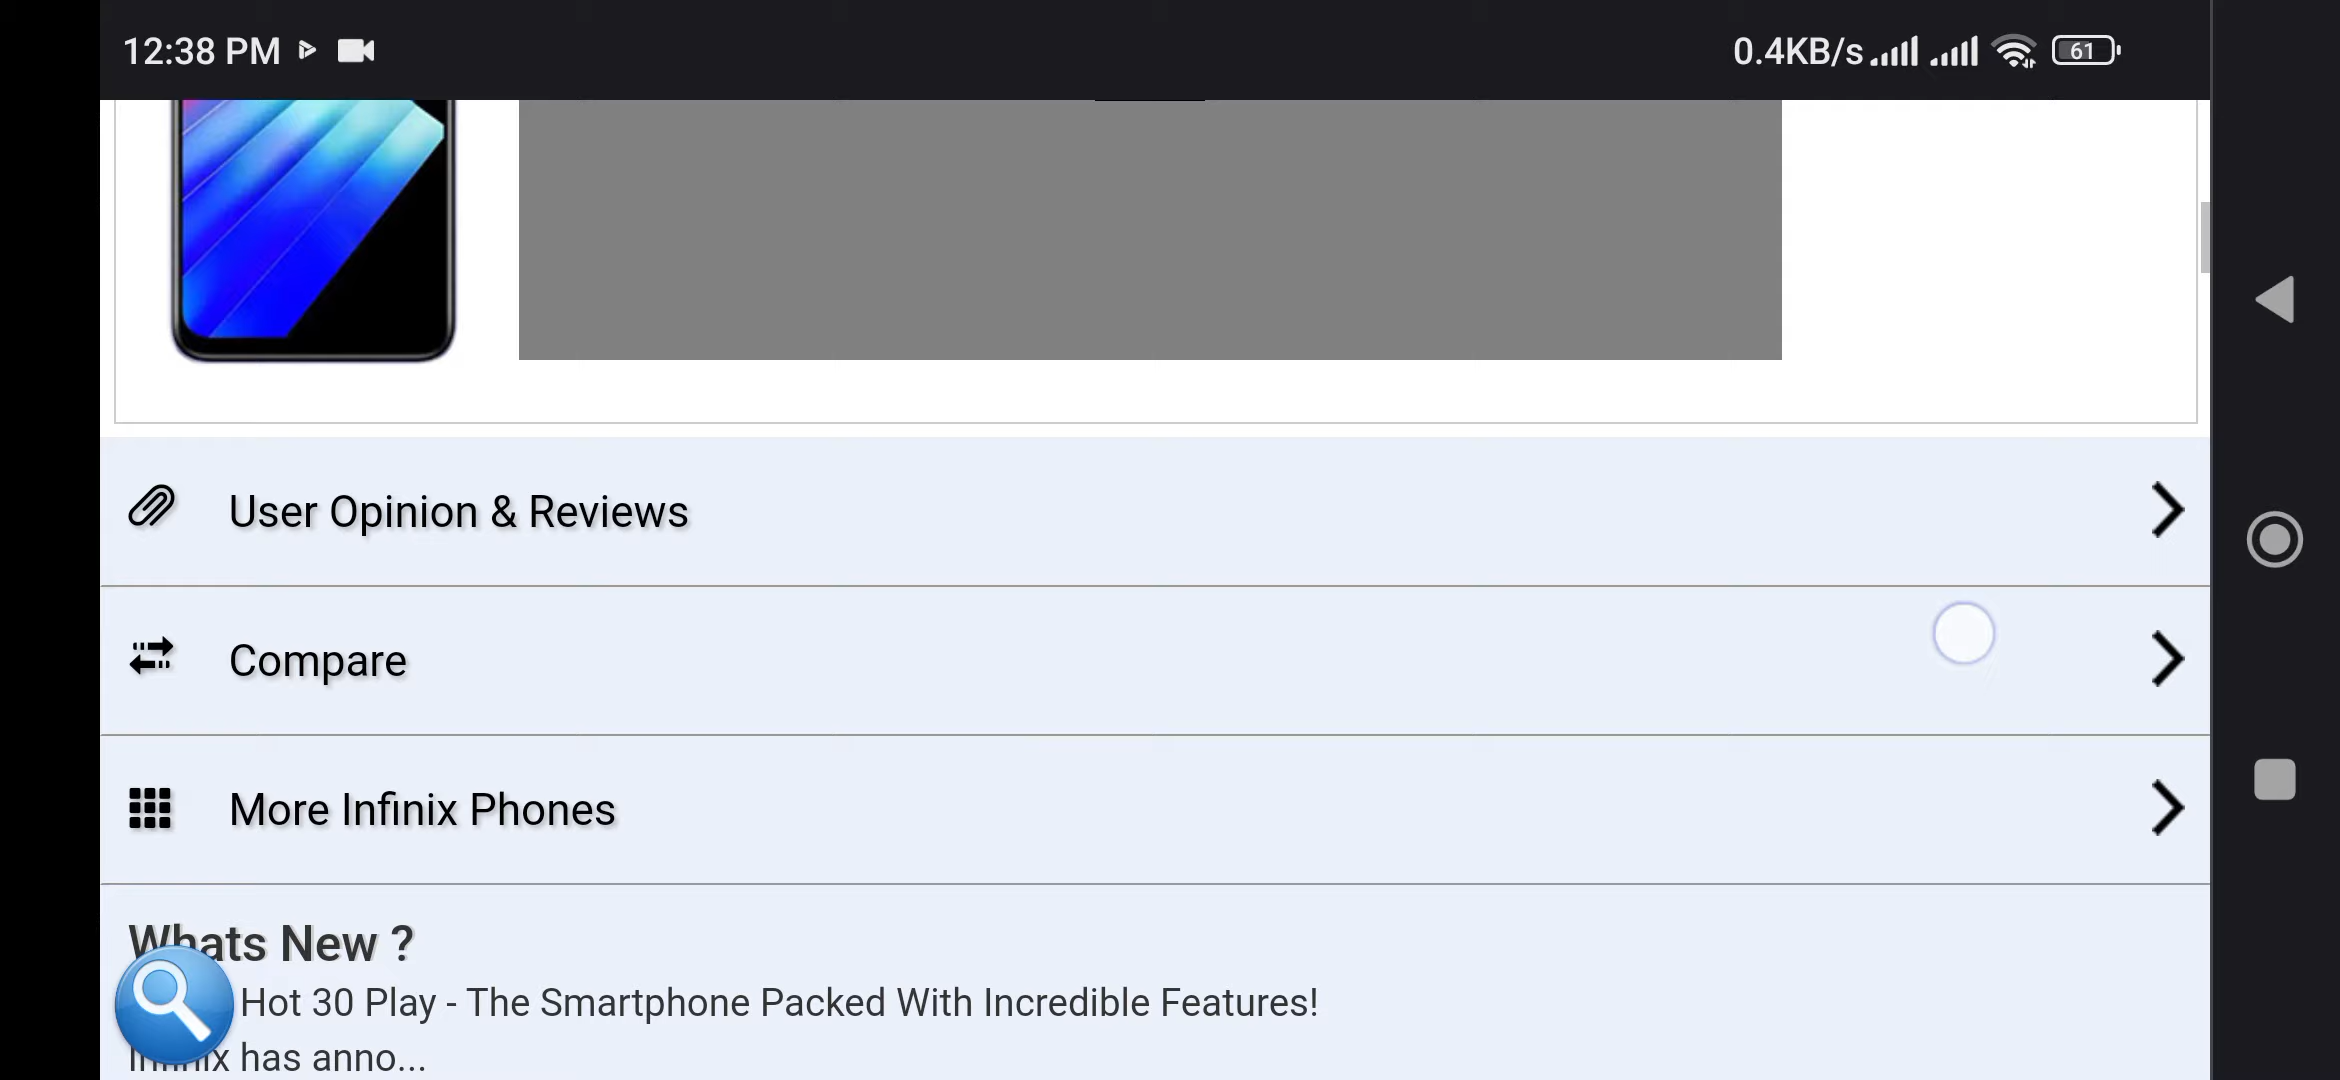 12:38 PM
0.4KB/s
61
User Opinion & Reviews
Compare
More Infinix Phones
Whats New ?
Hot 30 Play - The Smartphone Packed With Incredible Features!
Infinix has anno...